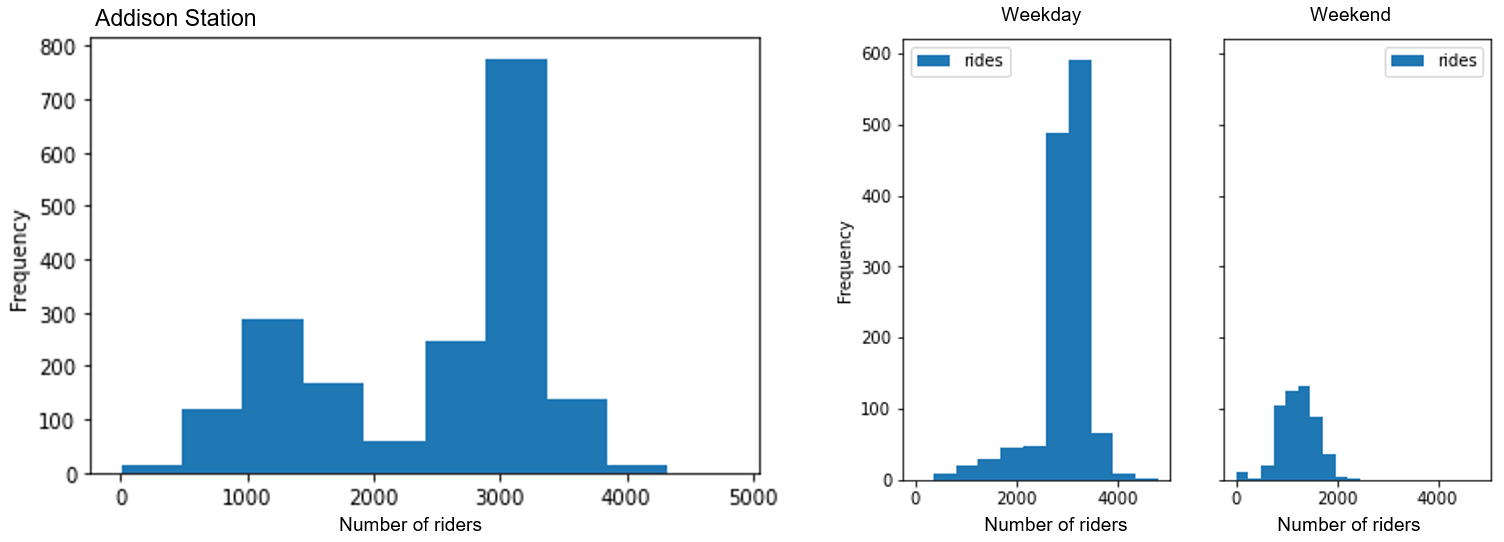 Addison Station
800
700
600
500
400
300
200
100
0
Frequency
0 1000 2000 3000 4000 5000
Number of riders
Weekday
rides
600
500
400
300
200
100
0
Frequency
0 2000 4000
Number of riders
Weekend
rides
0 2000 4000
Number of riders